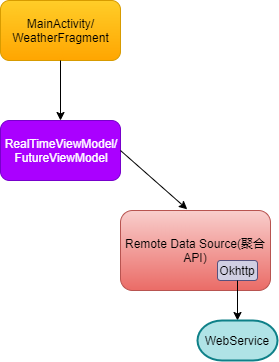 MainActivity/
WeatherFragment
RealTimeViewModel/
FutureViewModel
Remote Data Source(聚合
API)
Okhttp
WebService